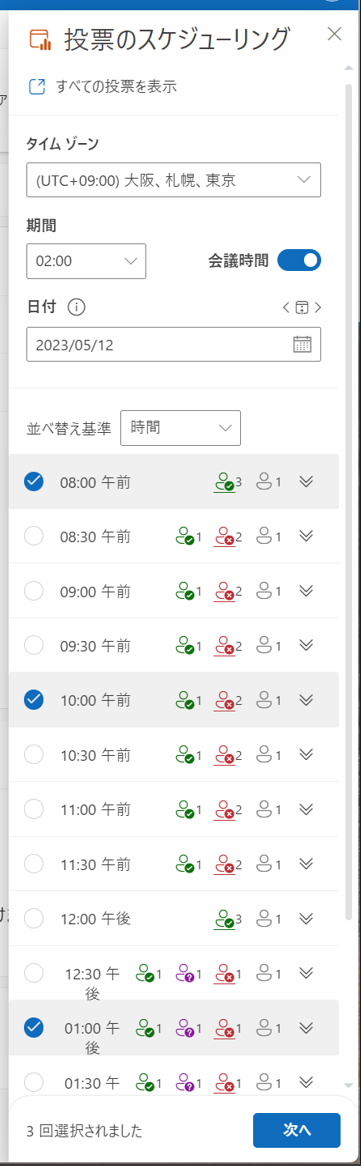 投票のスケジューリング
すべての投票を表示
タイム ゾーン
(UTC+09:00) 大阪、札幌、東京
期間
02:00
会議時間
日付
2023/05/12
並べ替え基準 時間
08:00 午前 3 1
08:30 午前 1 2 1
09:00 午前 1 2 1
09:30 午前 1 2 1
10:00 午前 1 2 1
10:30 午前 1 2 1
11:00 午前 1 2 1
11:30 午前 1 2 1
12:00 午後 3 1
12:30 午 1 1 1 1
後
01:00 午 1 1 1 1
後
01:30 午 1 1 1 1
3 回選択されました
次へ